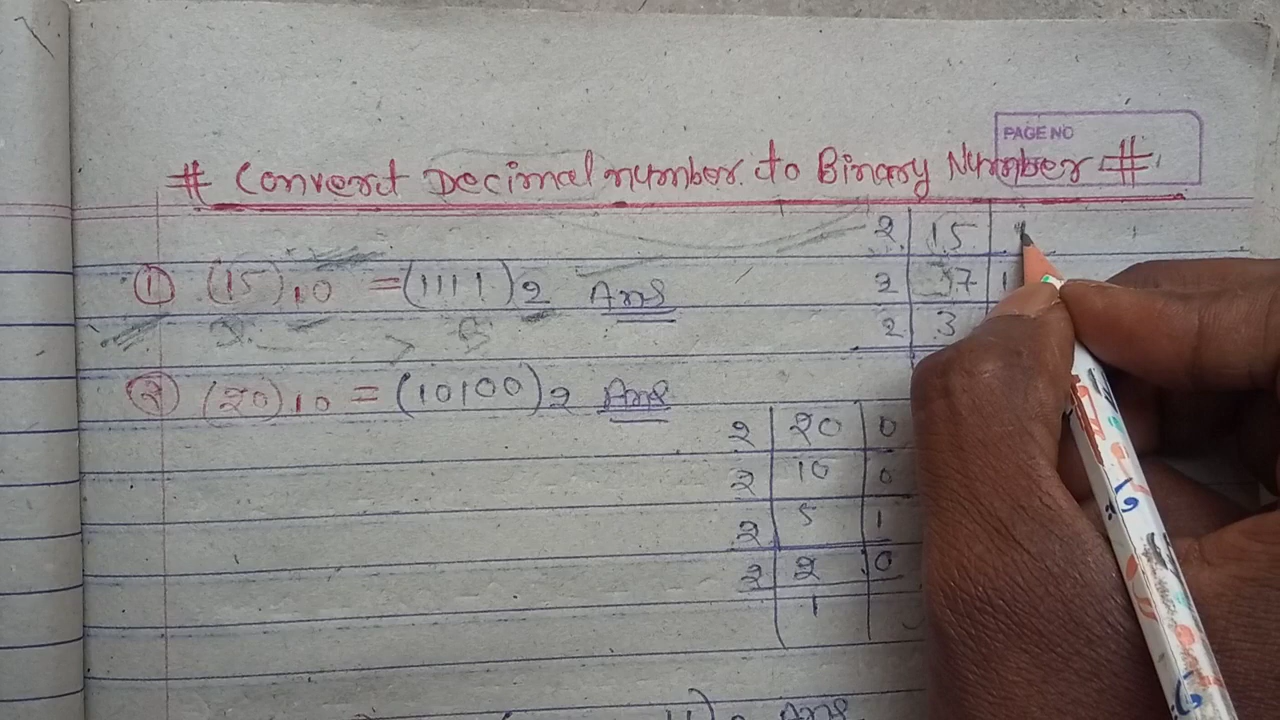 PAGE NO
# Convert Decimal number to Binary Number #
2 15 1
① (15)10 = (1111)2 Ans
2 7 1
2 3
② (20)10 = (10100)2 Ans
2 20 0
2 10 0
2 5 1
2 2 0
1
Ans